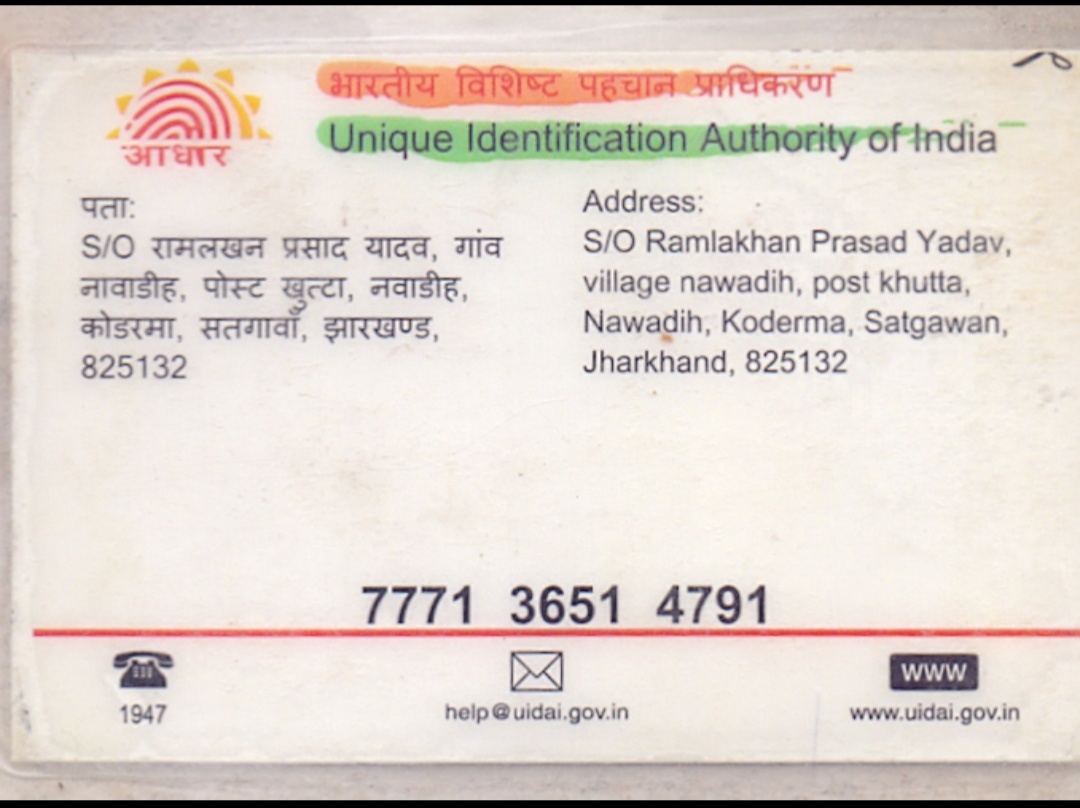 आधार
भारतीय विशिष्ट पहचान प्राधिकरण
Unique Identification Authority of India
पता:
S/O रामलखन प्रसाद यादव, गांव
नावाडीह, पोस्ट खुत्टा, नवाडीह,
कोडरमा, सतगावाँ, झारखण्ड,
825132
Address:
S/O Ramlakhan Prasad Yadav,
village nawadih, post khutta,
Nawadih, Koderma, Satgawan,
Jharkhand, 825132
7771 3651 4791
1947
help@uidai.gov.in
www
www.uidai.gov.in